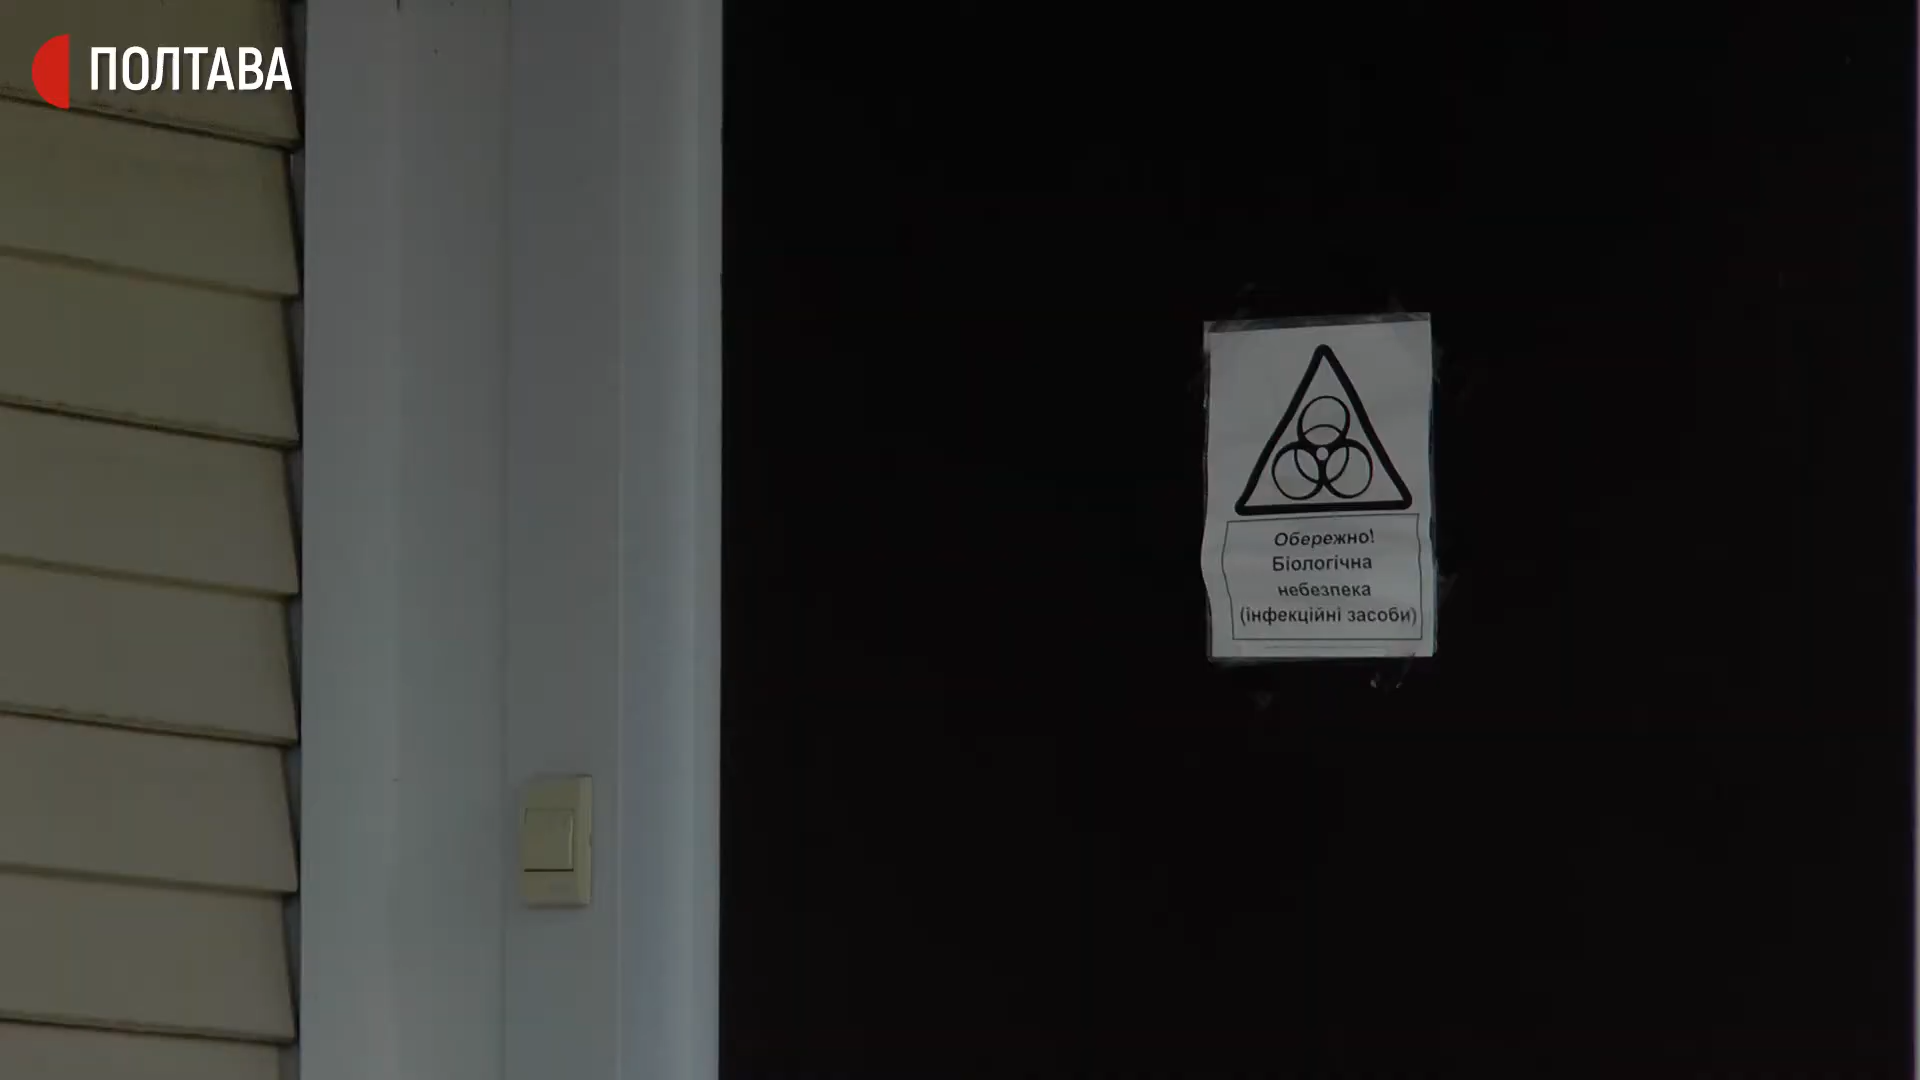 ПОЛТАВА
Обережно!
Біологічна
небезпека
(інфекційні засоби)